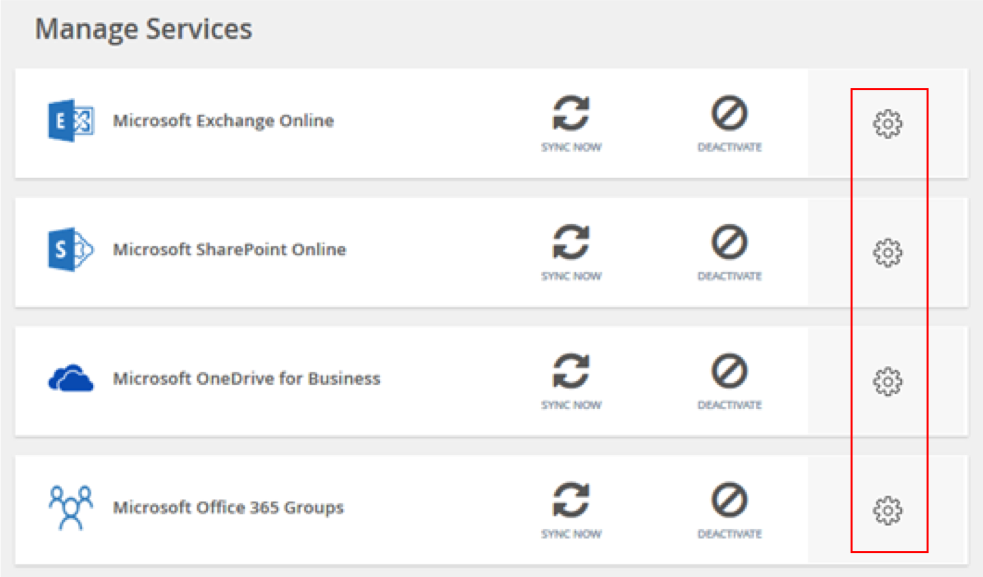 Manage Services
E
Microsoft Exchange Online
SYNC NOW
DEACTIVATE
S
Microsoft SharePoint Online
SYNC NOW
DEACTIVATE
Microsoft OneDrive for Business
SYNC NOW
DEACTIVATE
Microsoft Office 365 Groups
SYNC NOW
DEACTIVATE